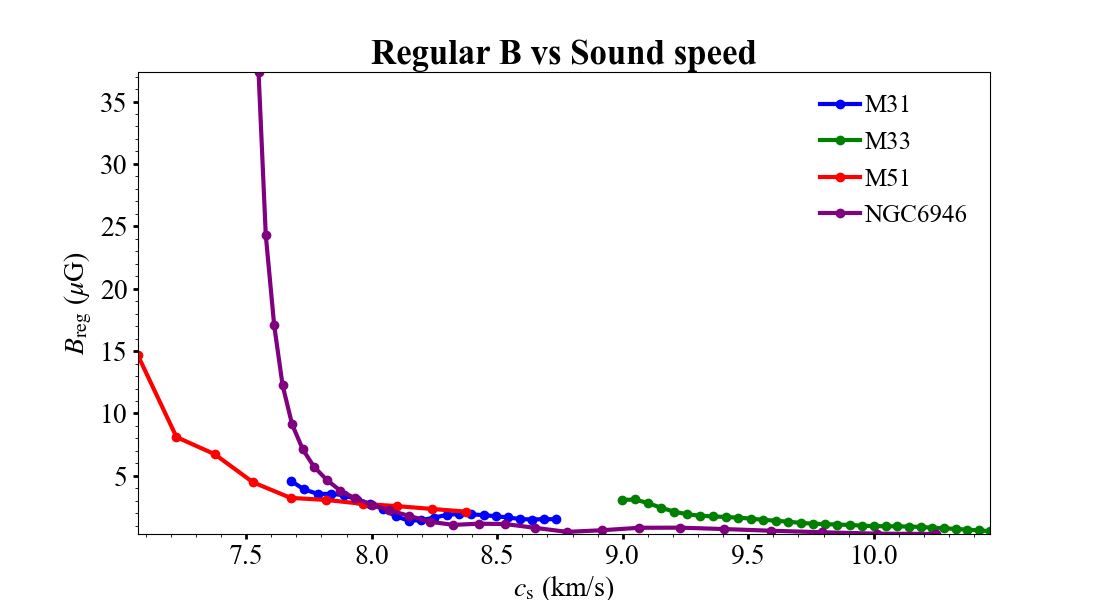 Regular B vs Sound speed
M31
M33
M51
NGC6946
35
30
25
20
15
10
5
B_reg (μG)
7.5 8.0 8.5 9.0 9.5 10.0
c_s (km/s)